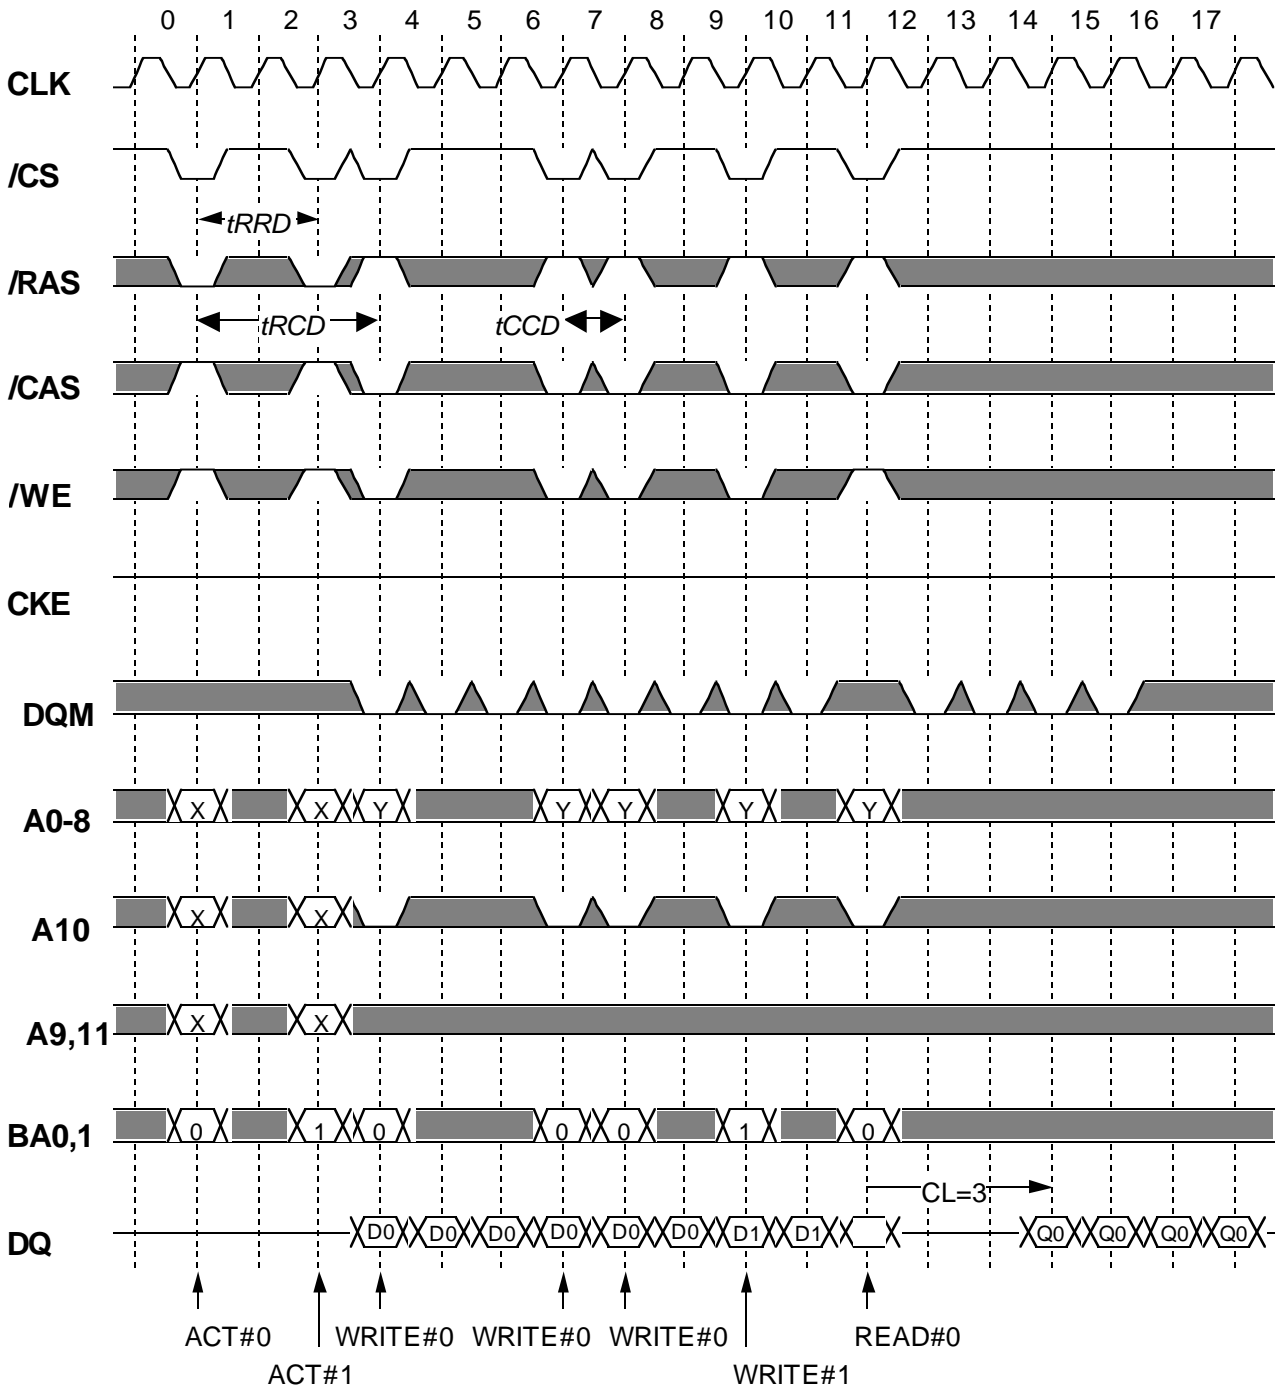 0 1 2 3 4 5 6 7 8 9 10 11 12 13 14 15 16 17
CLK
/CS
tRRD
/RAS
tRCD tCCD
/CAS
/WE
CKE
DQM
A0-8 X X Y Y Y Y Y
A10 X X
A9,11 X X
BA0,1 0 1 0 0 0 1 0
CL=3
DQ D0 D0 D0 D0 D0 D0 D1 D1 Q0 Q0 Q0 Q0
ACT#0 WRITE#0 WRITE#0 WRITE#0 READ#0
ACT#1 WRITE#1